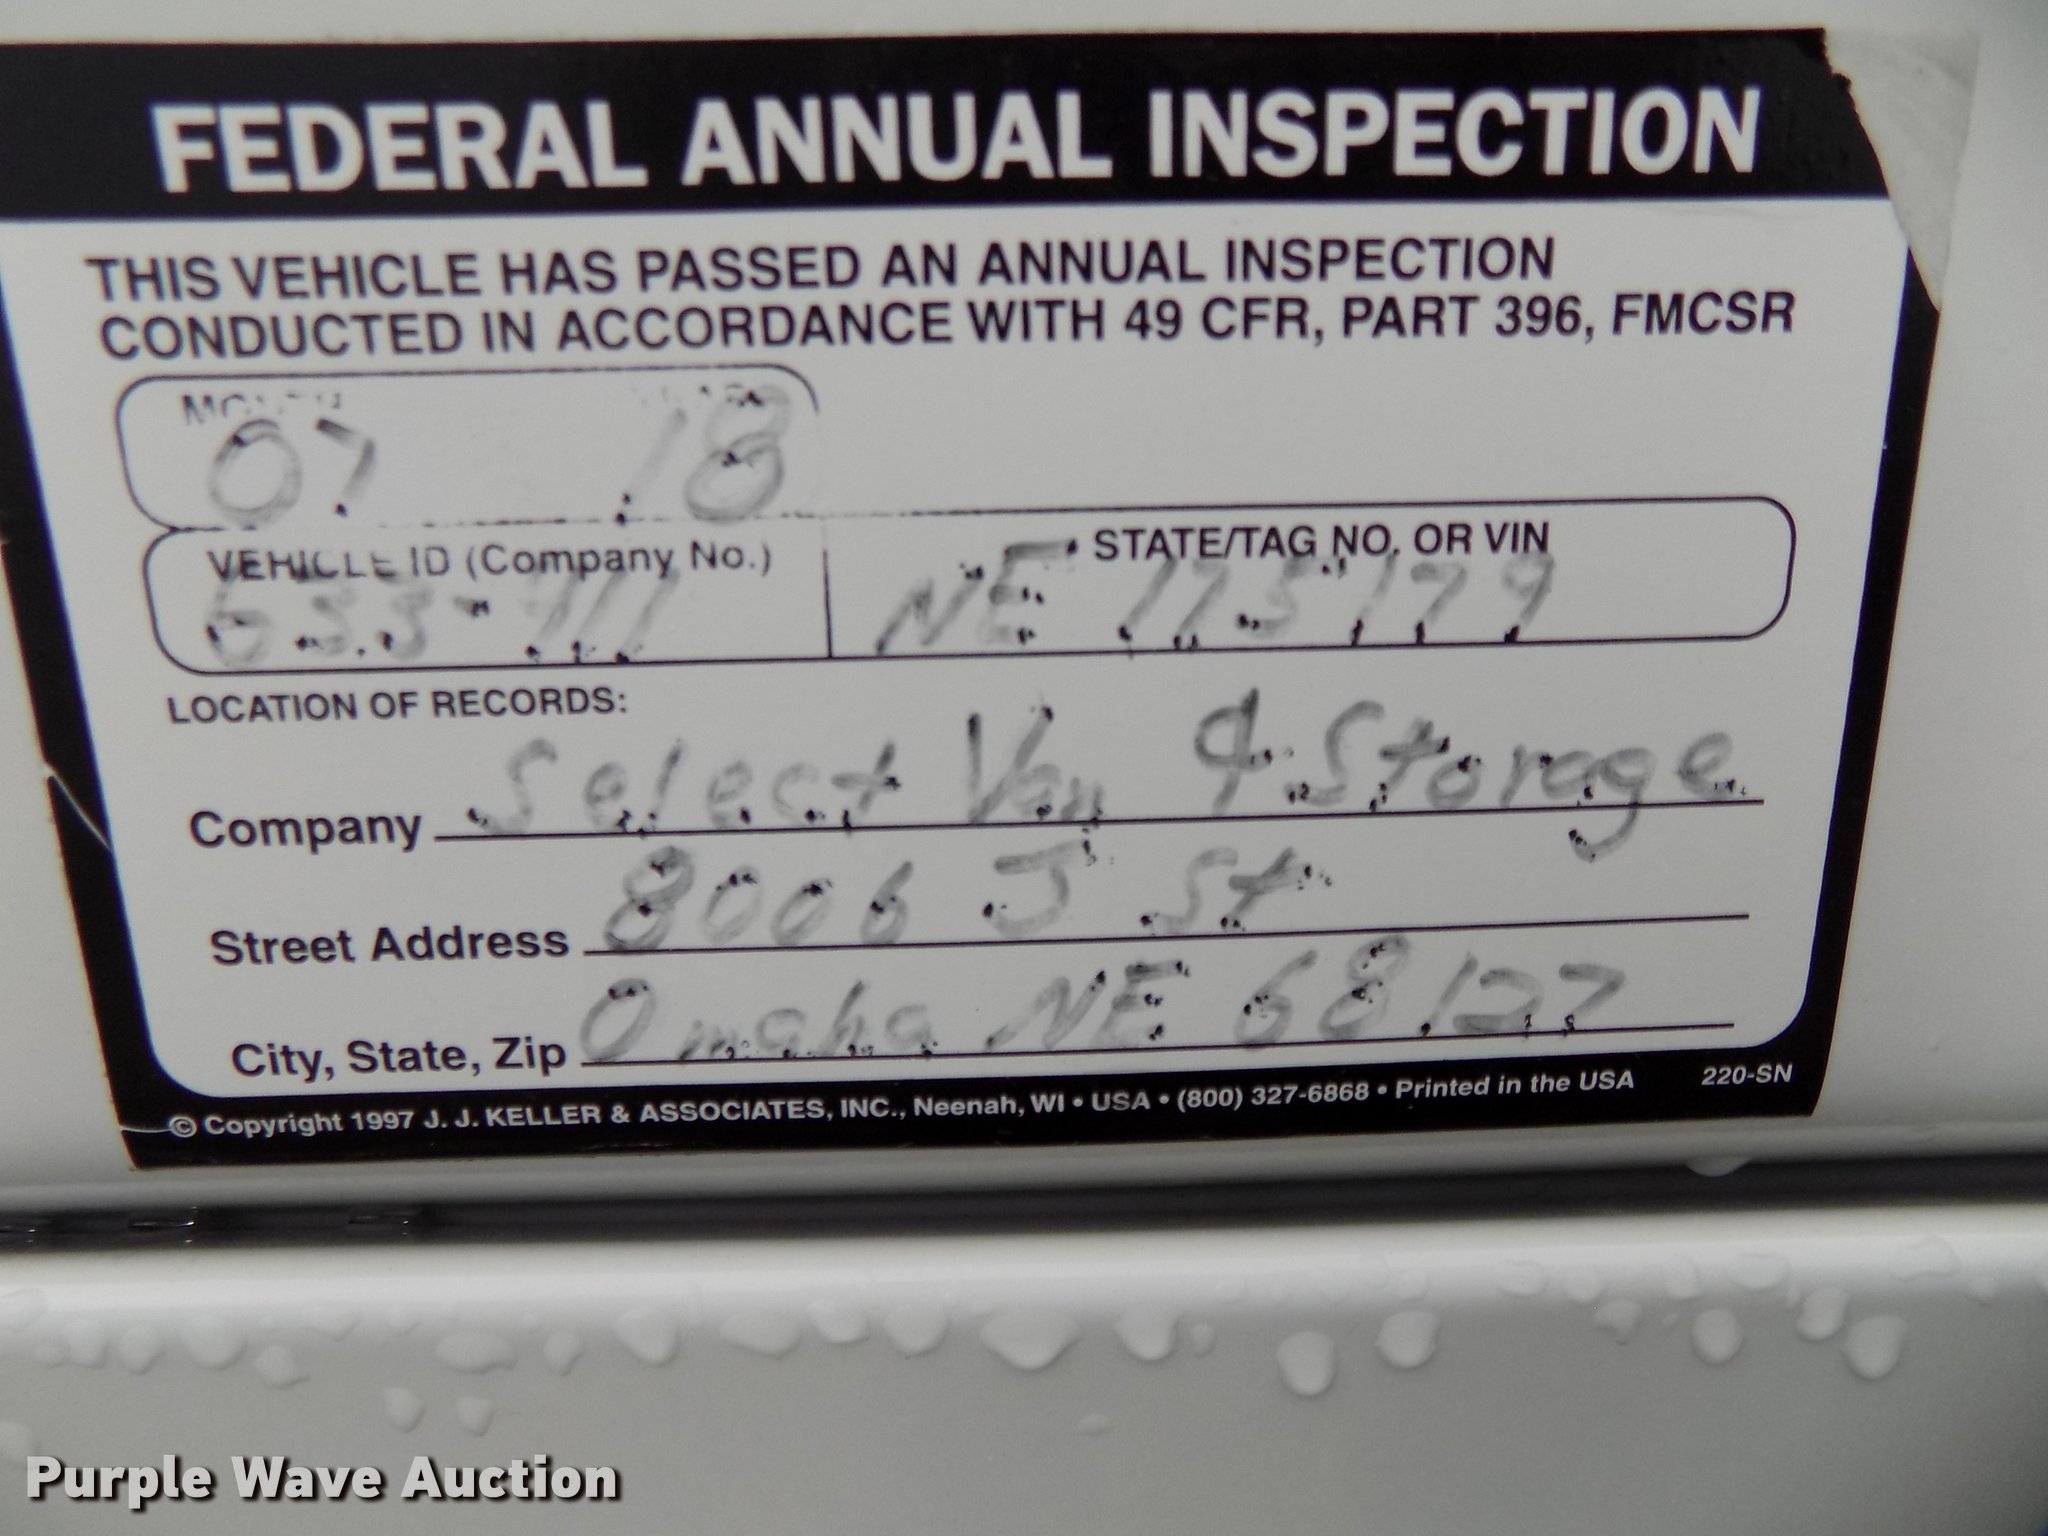 FEDERAL ANNUAL INSPECTION
THIS VEHICLE HAS PASSED AN ANNUAL INSPECTION
CONDUCTED IN ACCORDANCE WITH 49 CFR, PART 396, FMCSR
07 18
VEHICLE ID (Company No.) STATE/TAG NO. OR VIN
NE 175179
LOCATION OF RECORDS:
Company Select Van & Storage
Street Address 8006 J St
City, State, Zip Omaha NE 68127
© Copyright 1997 J. J. KELLER & ASSOCIATES, INC., Neenah, WI • USA • (800) 327-6868 • Printed in the USA 220-SN
Purple Wave Auction